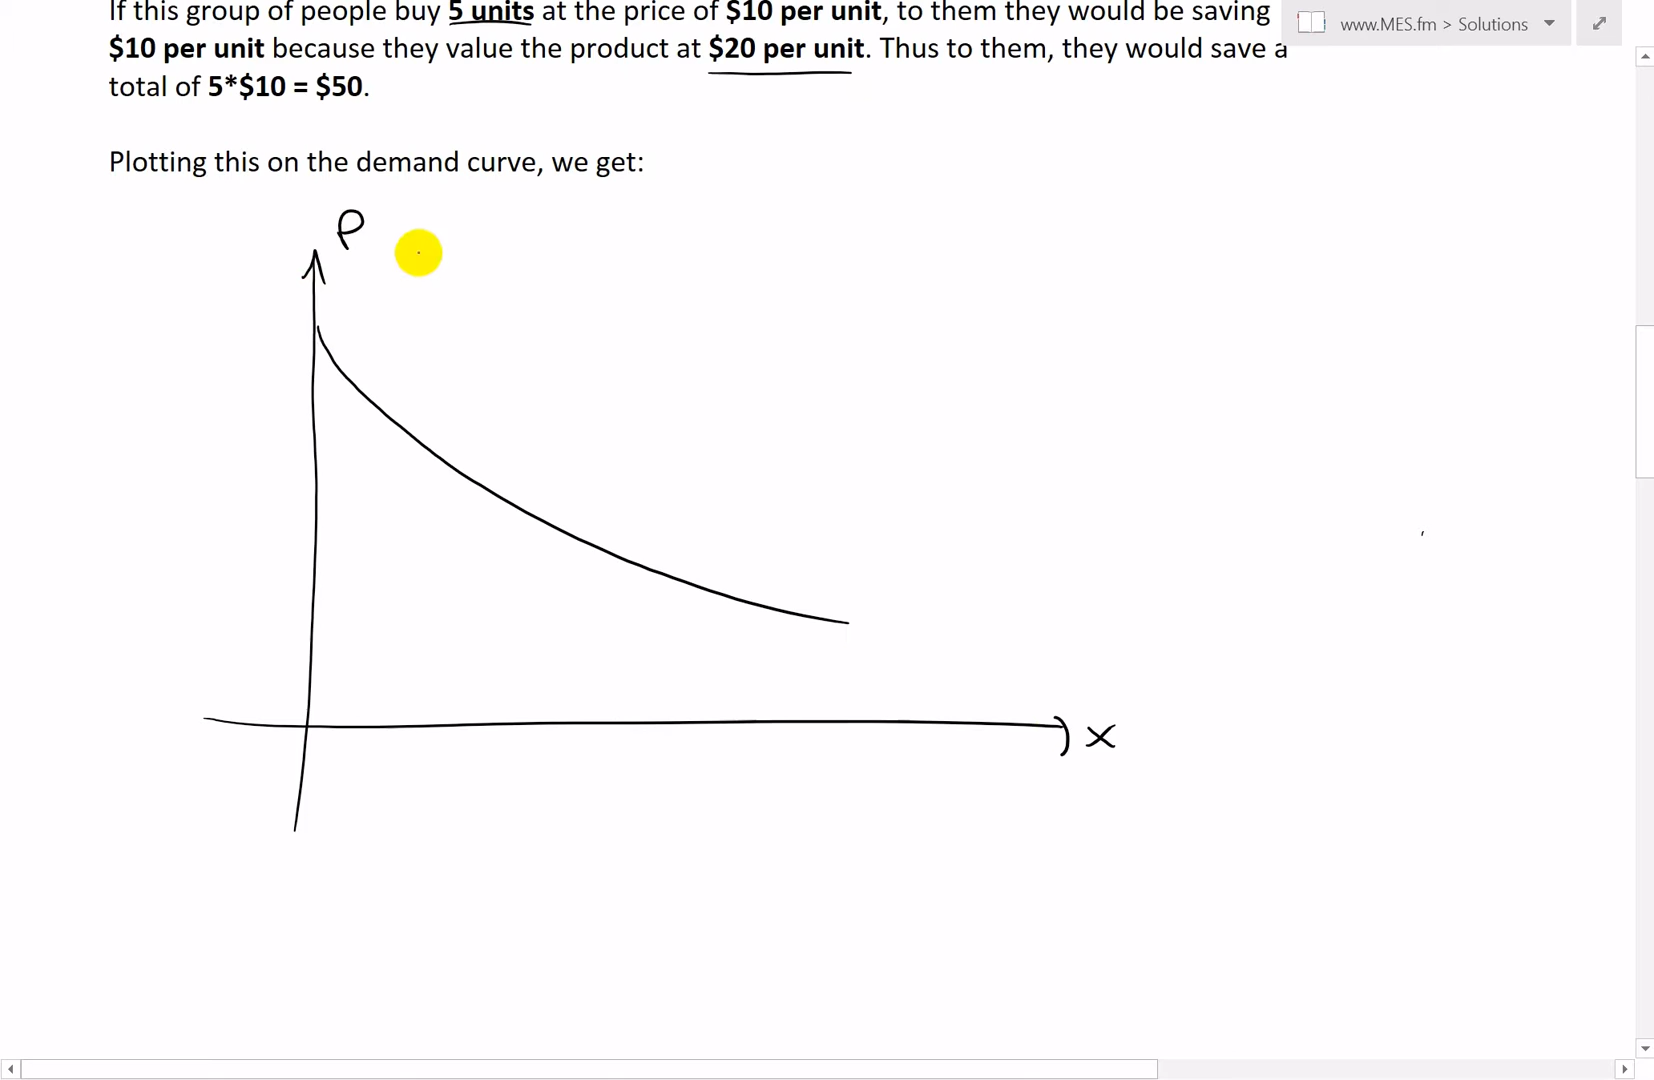 If this group of people buy 5 units at the price of $10 per unit, to them they would be saving
www.MES.fm > Solutions
$10 per unit because they value the product at $20 per unit. Thus to them, they would save a
total of 5*$10 = $50.
Plotting this on the demand curve, we get:
P
x